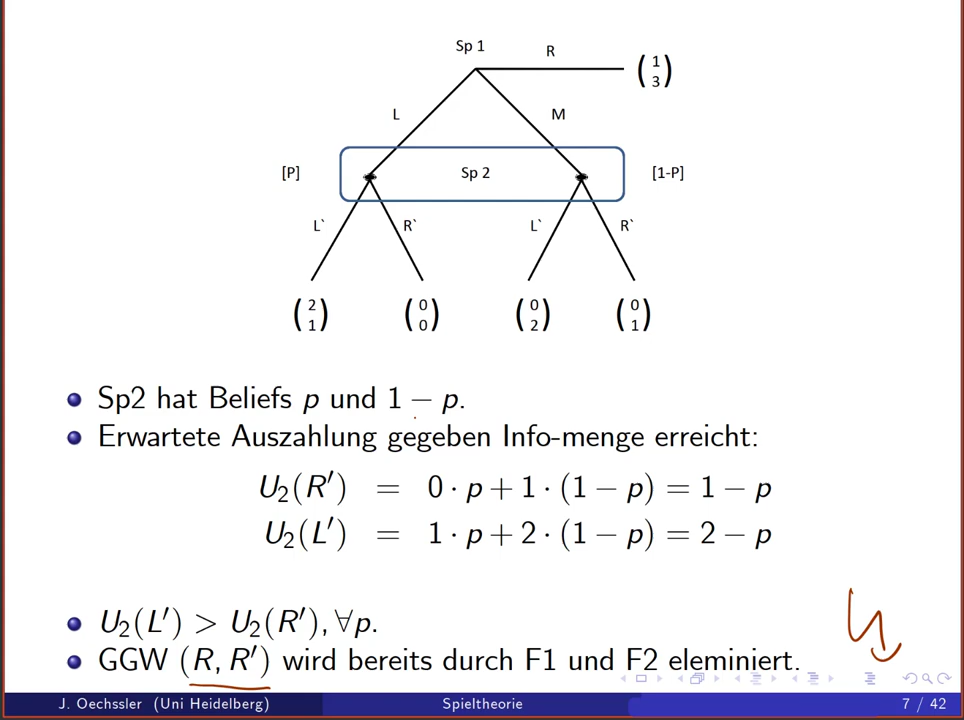 Sp 1
R
( 1 3 )
L
M
[P]
Sp 2
[1-P]
L`
R`
L`
R`
( 2 1 )
( 0 0 )
( 0 2 )
( 0 1 )
Sp2 hat Beliefs p und 1 − p.
Erwartete Auszahlung gegeben Info-menge erreicht:
U₂(R′) = 0 · p + 1 · (1 − p) = 1 − p
U₂(L′) = 1 · p + 2 · (1 − p) = 2 − p
U₂(L′) > U₂(R′), ∀p.
GGW (R, R′) wird bereits durch F1 und F2 eleminiert.
J. Oechssler (Uni Heidelberg) Spieltheorie 7 / 42